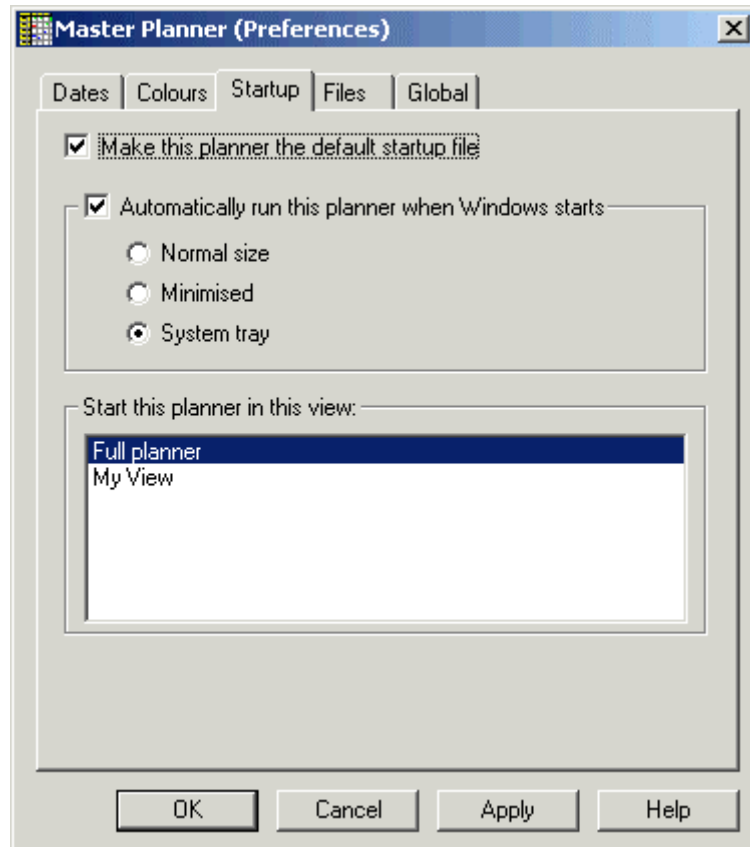 Master Planner (Preferences)
Dates Colours Startup Files Global
Make this planner the default startup file
Automatically run this planner when Windows starts
Normal size
Minimised
System tray
Start this planner in this view:
Full planner
My View
OK Cancel Apply Help